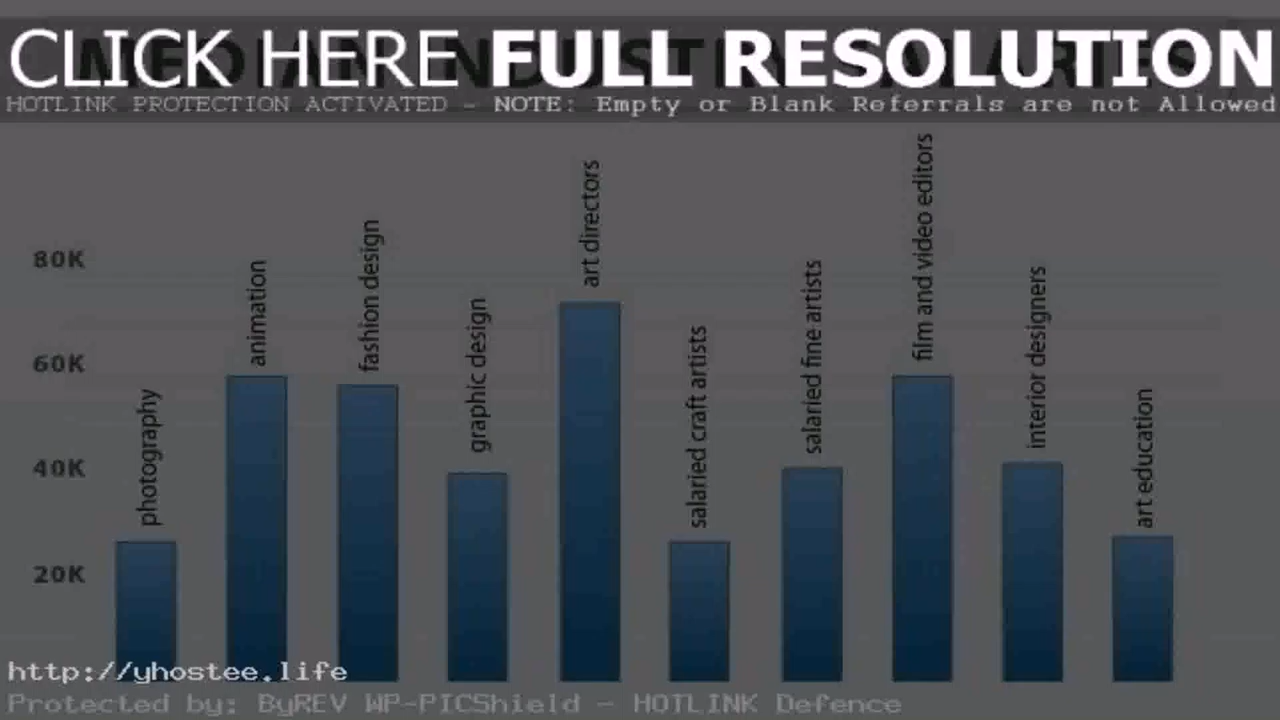 CLICK HERE FULL RESOLUTION
HOTLINK PROTECTION ACTIVATED - NOTE: Empty or Blank Referrals are not Allowed
80K
60K
40K
20K
photography
animation
fashion design
graphic design
art directors
salaried craft artists
salaried fine artists
film and video editors
interior designers
art education
http://yhostee.life
Protected by: ByREV WP-PICShield - HOTLINK Defence